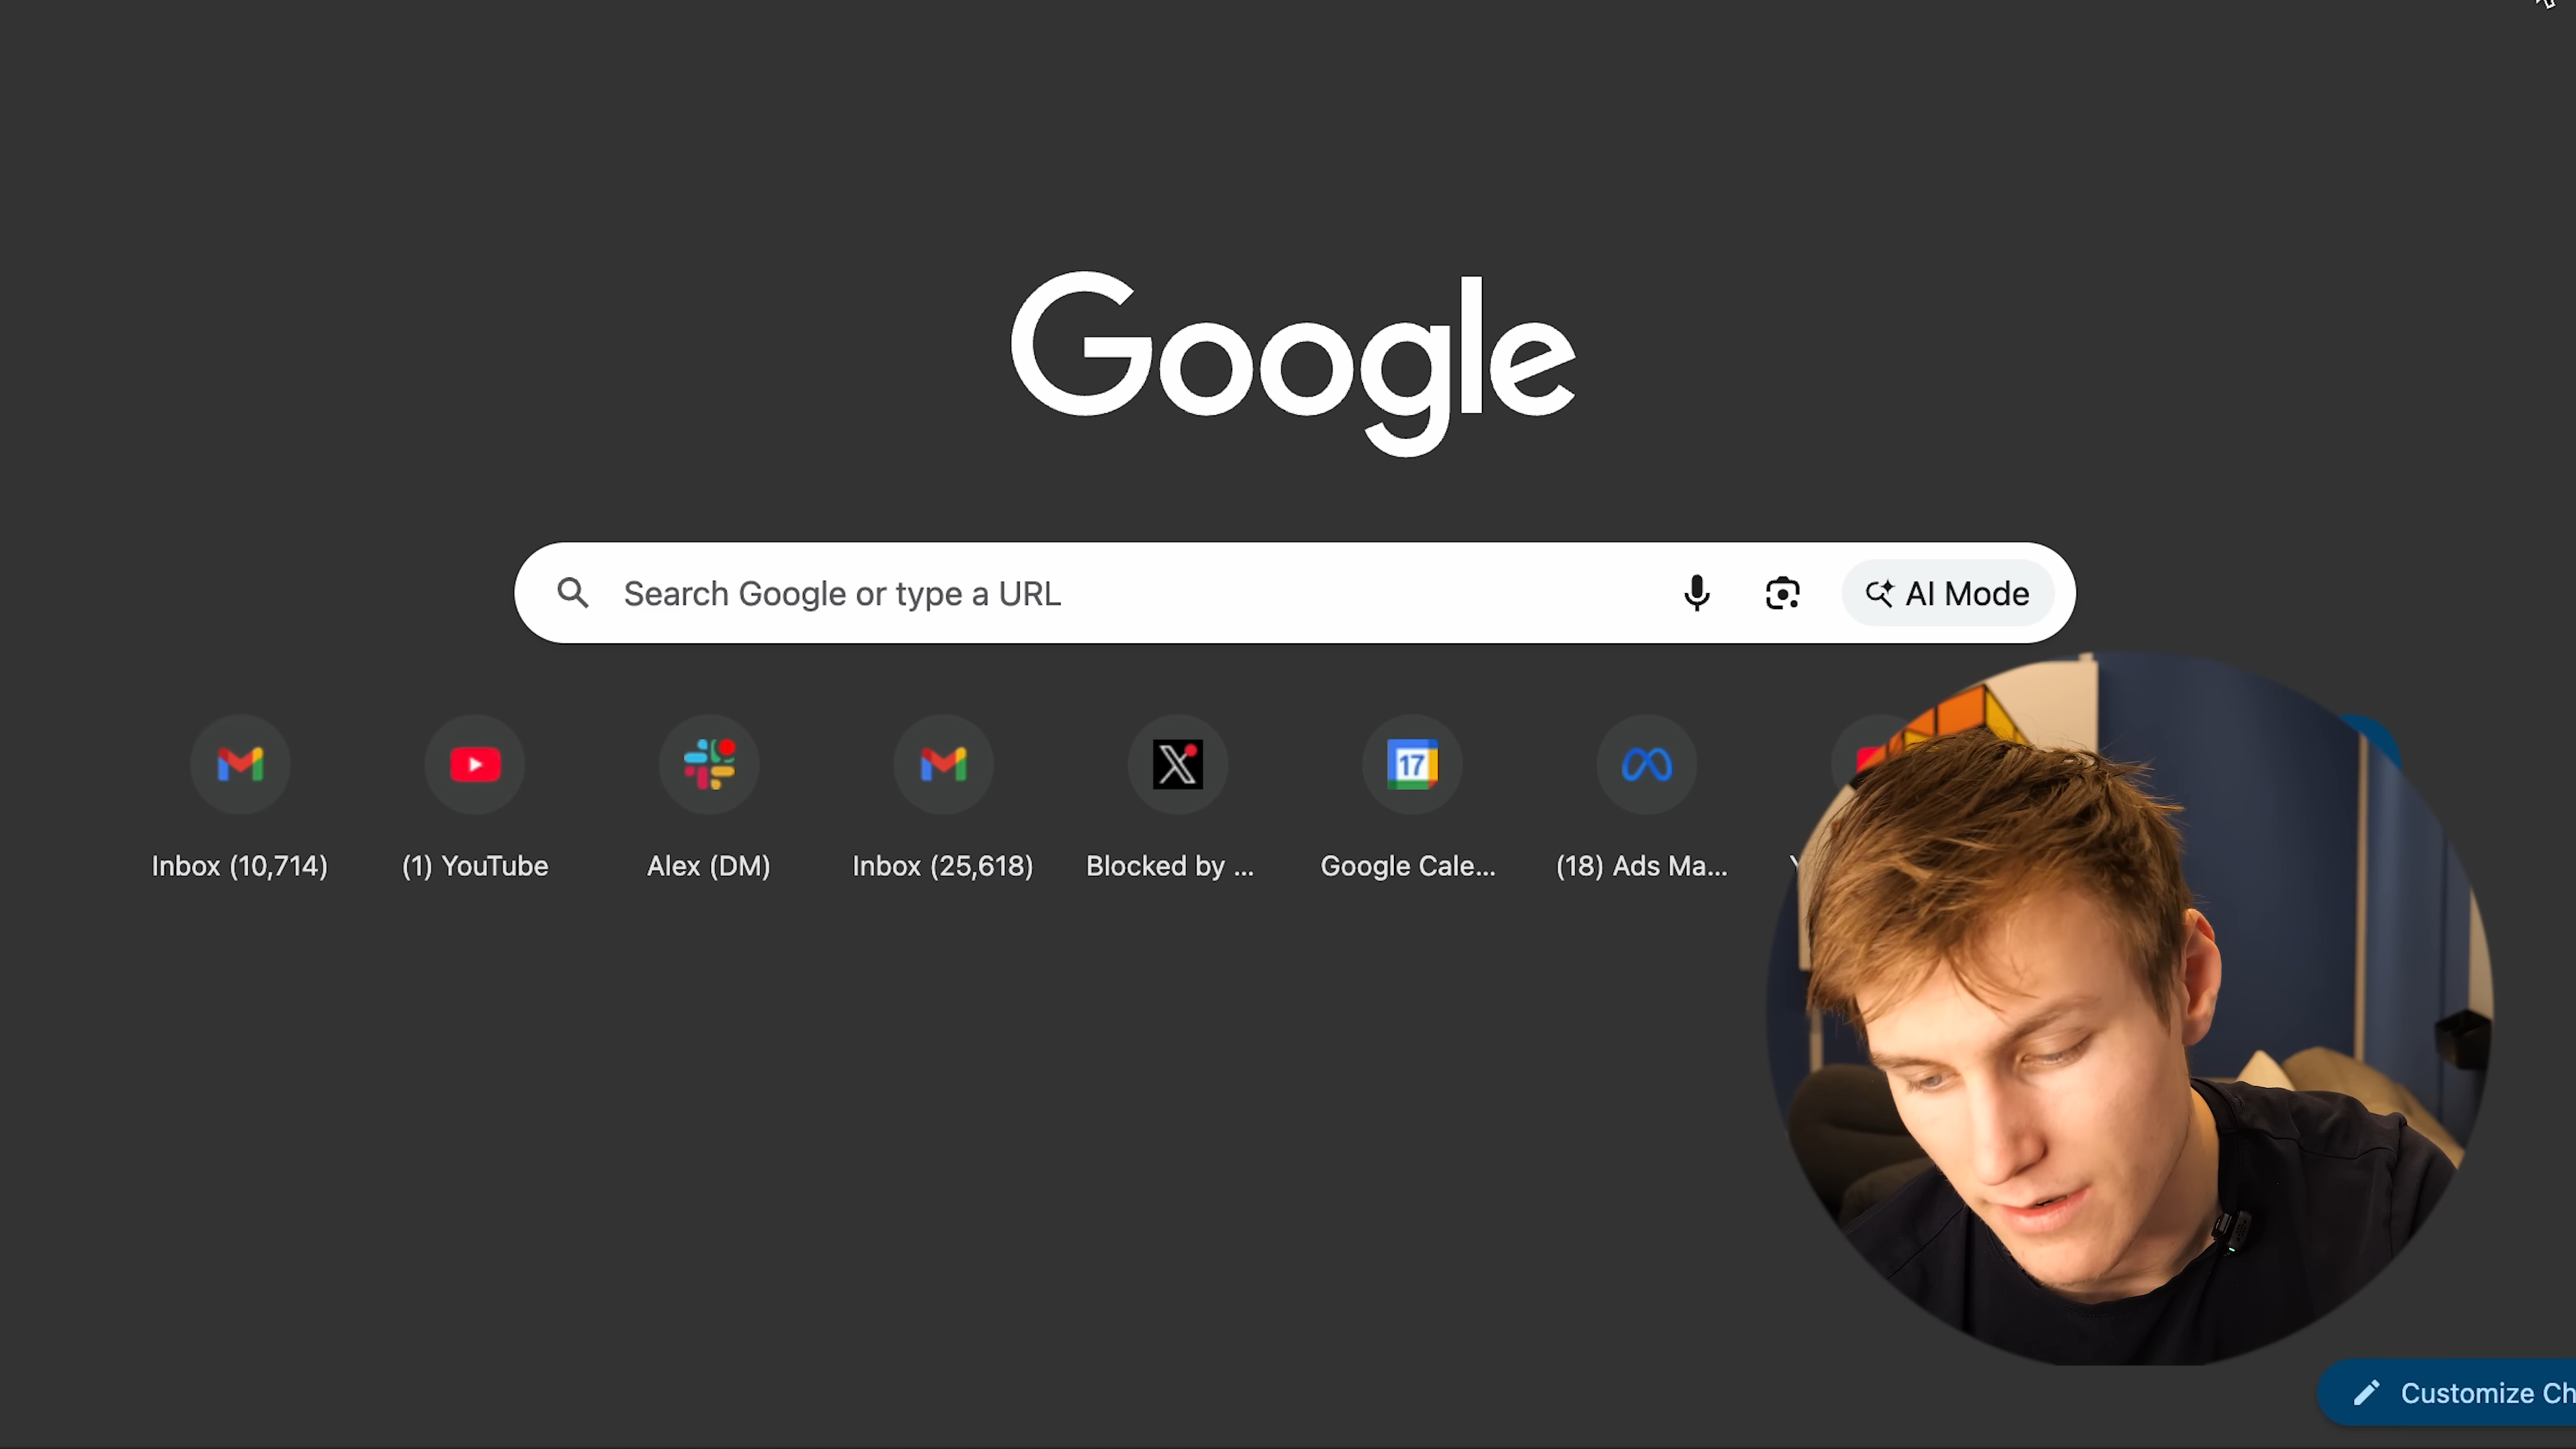 Google
Search Google or type a URL
AI Mode
17
Inbox (10,714)
(1) YouTube
Alex (DM)
Inbox (25,618)
Blocked by ...
Google Cale...
(18) Ads Ma...
Customize Ch